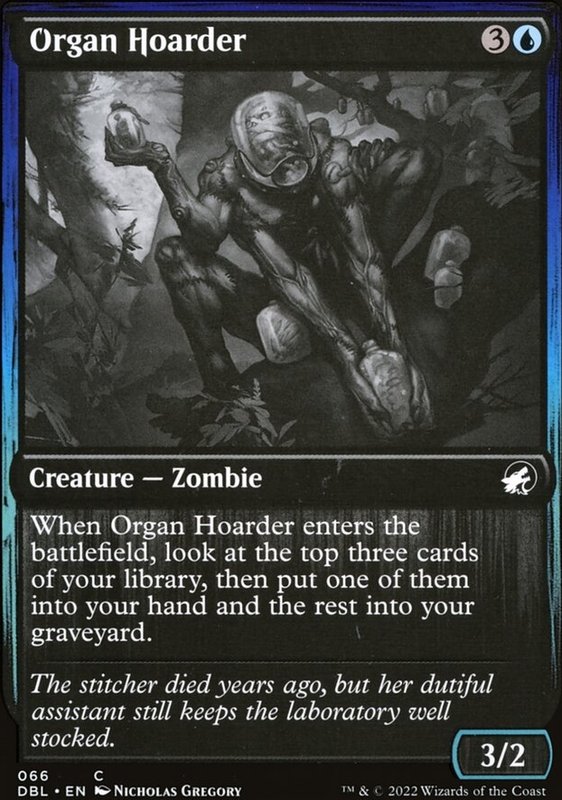 Organ Hoarder 3
Creature — Zombie
When Organ Hoarder enters the
battlefield, look at the top three cards
of your library, then put one of them
into your hand and the rest into your
graveyard.
The stitcher died years ago, but her dutiful
assistant still keeps the laboratory well
stocked.
3/2
066 C
DBL • EN Nicholas Gregory ™ & © 2022 Wizards of the Coast